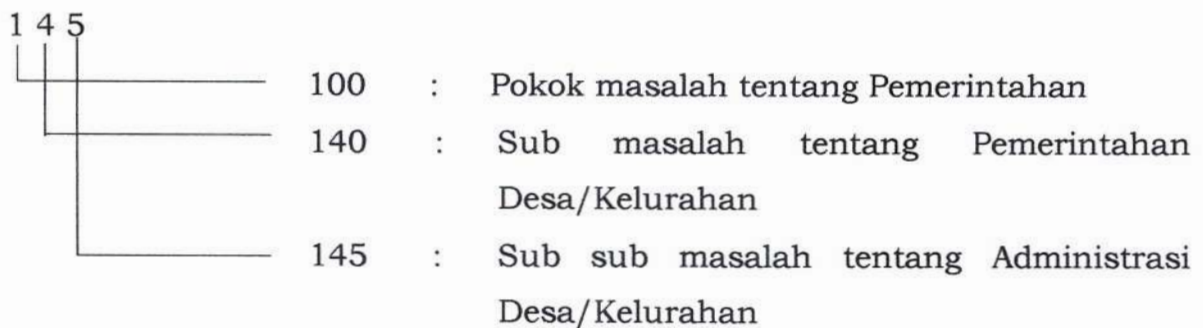 1 4 5
100 : Pokok masalah tentang Pemerintahan
140 : Sub masalah tentang Pemerintahan
Desa/Kelurahan
145 : Sub sub masalah tentang Administrasi
Desa/Kelurahan